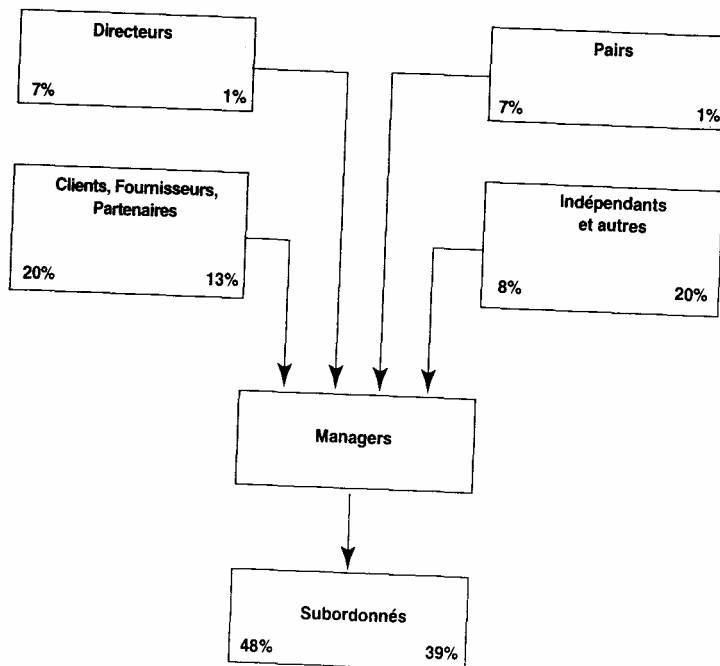 Directeurs
7% 1%
Pairs
7% 1%
Clients, Fournisseurs,
Partenaires
20% 13%
Indépendants
et autres
8% 20%
Managers
Subordonnés
48% 39%